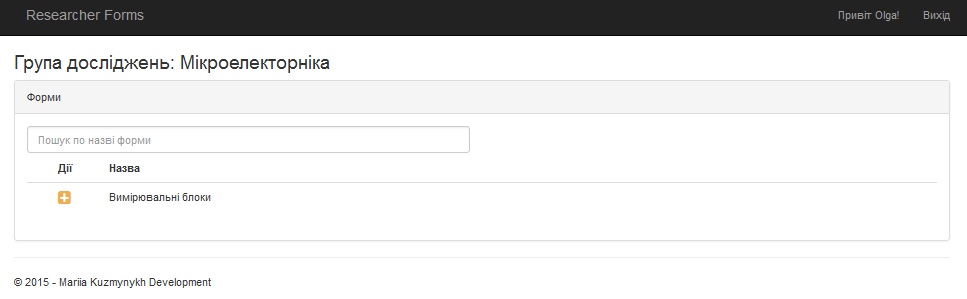 Researcher Forms Привіт Olga! Вихід
Група досліджень: Мікроелекторніка
Форми
Пошук по назві форми
Дії Назва
Вимірювальні блоки
© 2015 - Mariia Kuzmynykh Development